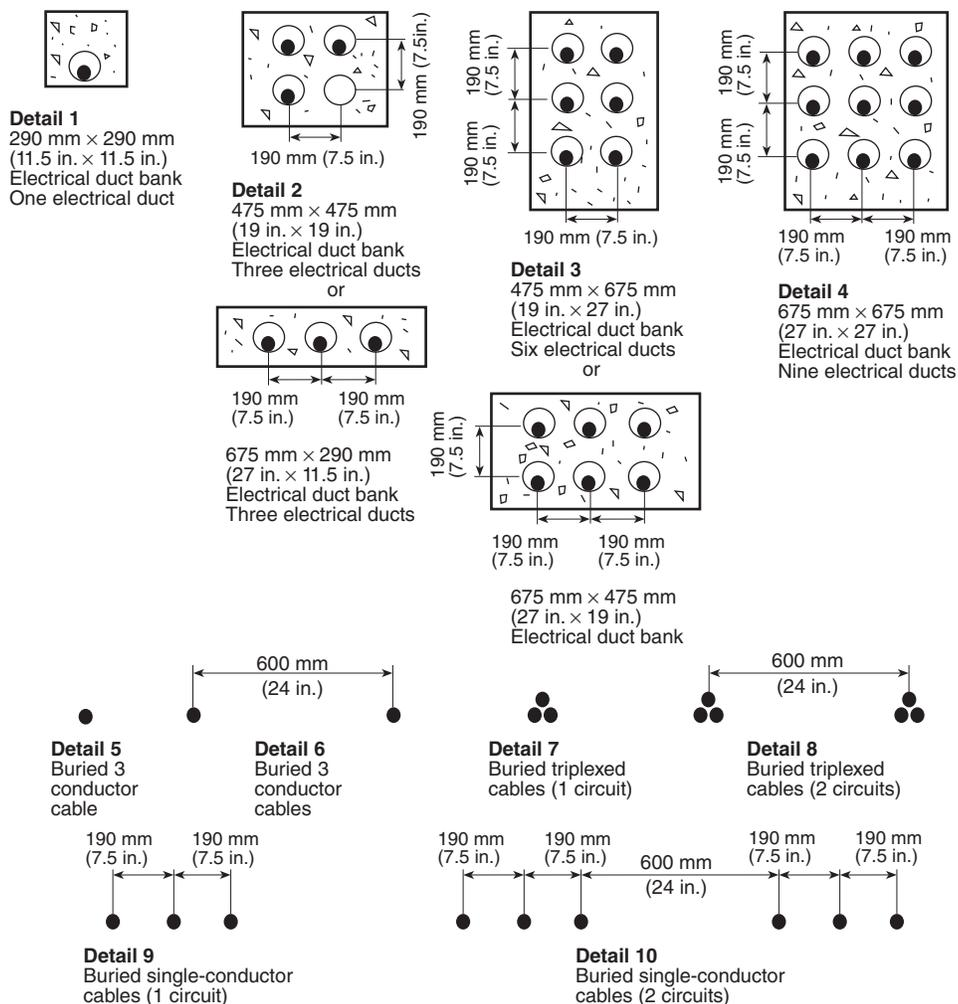 Detail 1
290 mm × 290 mm
(11.5 in. × 11.5 in.)
Electrical duct bank
One electrical duct
190 mm (7.5in.)
190 mm (7.5 in.)
Detail 2
475 mm × 475 mm
(19 in. × 19 in.)
Electrical duct bank
Three electrical ducts
or
190 mm
(7.5 in.)
190 mm
(7.5 in.)
675 mm × 290 mm
(27 in. × 11.5 in.)
Electrical duct bank
Three electrical ducts
190 mm
(7.5 in.)
190 mm
(7.5 in.)
190 mm (7.5 in.)
Detail 3
475 mm × 675 mm
(19 in. × 27 in.)
Electrical duct bank
Six electrical ducts
or
190 mm
(7.5 in.)
190 mm
(7.5 in.)
190 mm
(7.5 in.)
675 mm × 475 mm
(27 in. × 19 in.)
Electrical duct bank
190 mm
(7.5 in.)
190 mm
(7.5 in.)
190 mm
(7.5 in.)
190 mm
(7.5 in.)
Detail 4
675 mm × 675 mm
(27 in. × 27 in.)
Electrical duct bank
Nine electrical ducts
Detail 5
Buried 3
conductor
cable
600 mm
(24 in.)
Detail 6
Buried 3
conductor
cables
Detail 7
Buried triplexed
cables (1 circuit)
600 mm
(24 in.)
Detail 8
Buried triplexed
cables (2 circuits)
190 mm
(7.5 in.)
190 mm
(7.5 in.)
Detail 9
Buried single-conductor
cables (1 circuit)
190 mm
(7.5 in.)
190 mm
(7.5 in.)
600 mm
(24 in.)
190 mm
(7.5 in.)
190 mm
(7.5 in.)
Detail 10
Buried single-conductor
cables (2 circuits)